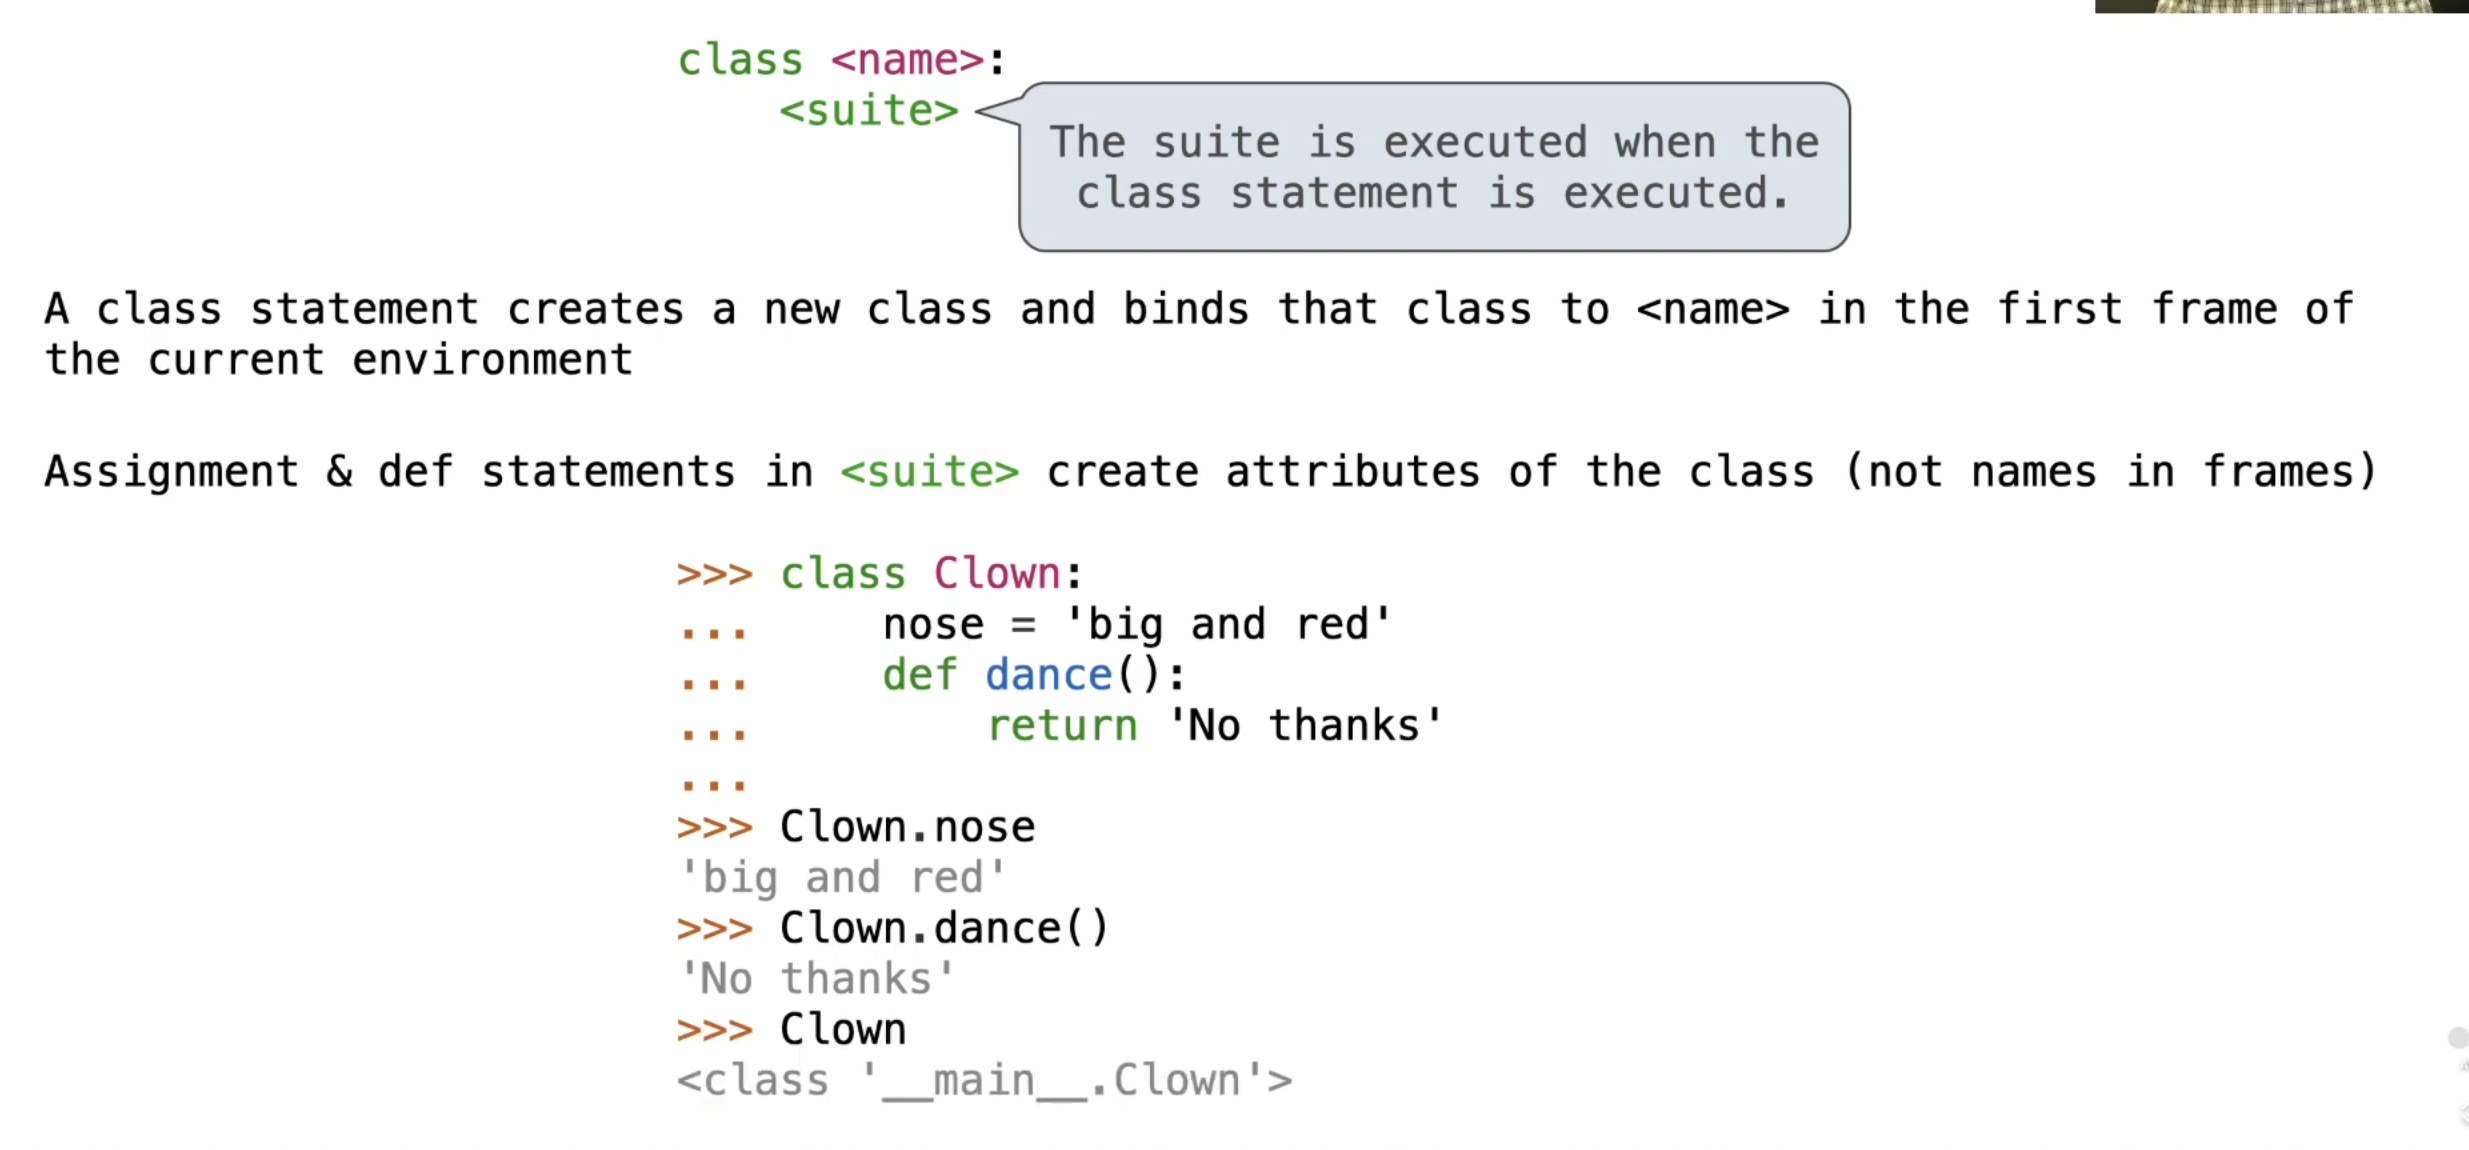 class <name>:
<suite>
The suite is executed when the
class statement is executed.
A class statement creates a new class and binds that class to <name> in the first frame of
the current environment
Assignment & def statements in <suite> create attributes of the class (not names in frames)
>>> class Clown:
...     nose = 'big and red'
...     def dance():
...         return 'No thanks'
...
>>> Clown.nose
'big and red'
>>> Clown.dance()
'No thanks'
>>> Clown
<class '__main__.Clown'>